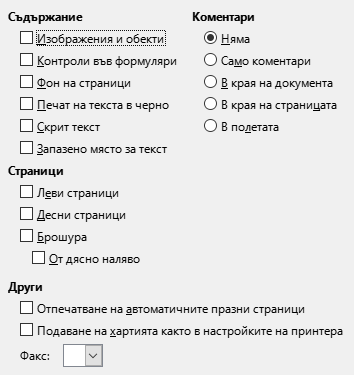 Съдържание
Изображения и обекти
Контроли във формуляри
Фон на страници
Печат на текста в черно
Скрит текст
Запазено място за текст
Коментари
Няма
Само коментари
В края на документа
В края на страницата
В полетата
Страници
Леви страници
Десни страници
Брошура
От дясно наляво
Други
Отпечатване на автоматичните празни страници
Подаване на хартията както в настройките на принтера
Факс: